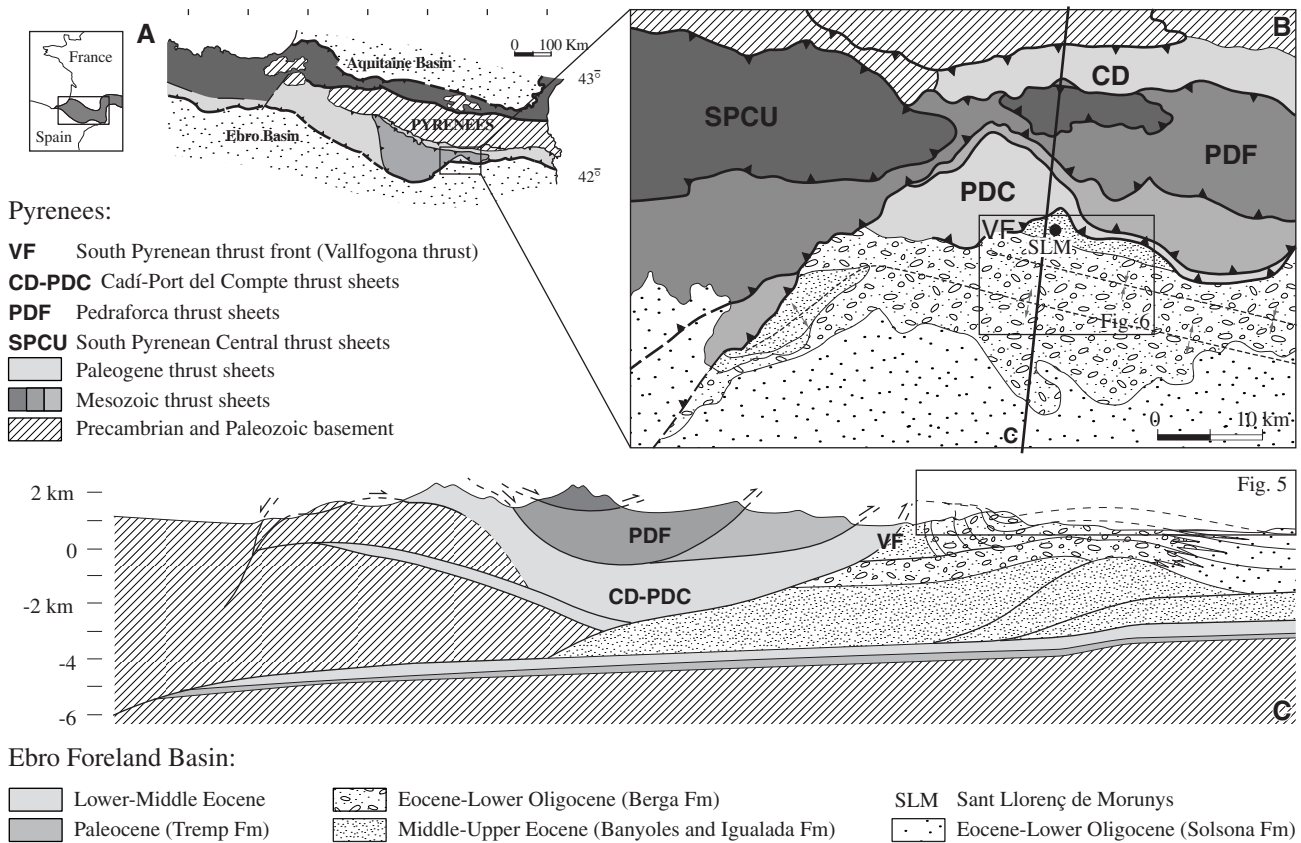 A
France
Spain
0 100 Km
Aquitaine Basin
43°
PYRENEES
Ebro Basin
42°
B
CD
SPCU
PDF
PDC
VF
SLM
Fig. 6
0 10 km
C
Pyrenees:
VF South Pyrenean thrust front (Vallfogona thrust)
CD-PDC Cadí-Port del Compte thrust sheets
PDF Pedraforca thrust sheets
SPCU South Pyrenean Central thrust sheets
Paleogene thrust sheets
Mesozoic thrust sheets
Precambrian and Paleozoic basement
2 km
0
-2 km
-4
-6
Fig. 5
PDF
VF
CD-PDC
C
Ebro Foreland Basin:
Lower-Middle Eocene
Paleocene (Tremp Fm)
Eocene-Lower Oligocene (Berga Fm)
Middle-Upper Eocene (Banyoles and Igualada Fm)
SLM Sant Llorenç de Morunys
Eocene-Lower Oligocene (Solsona Fm)